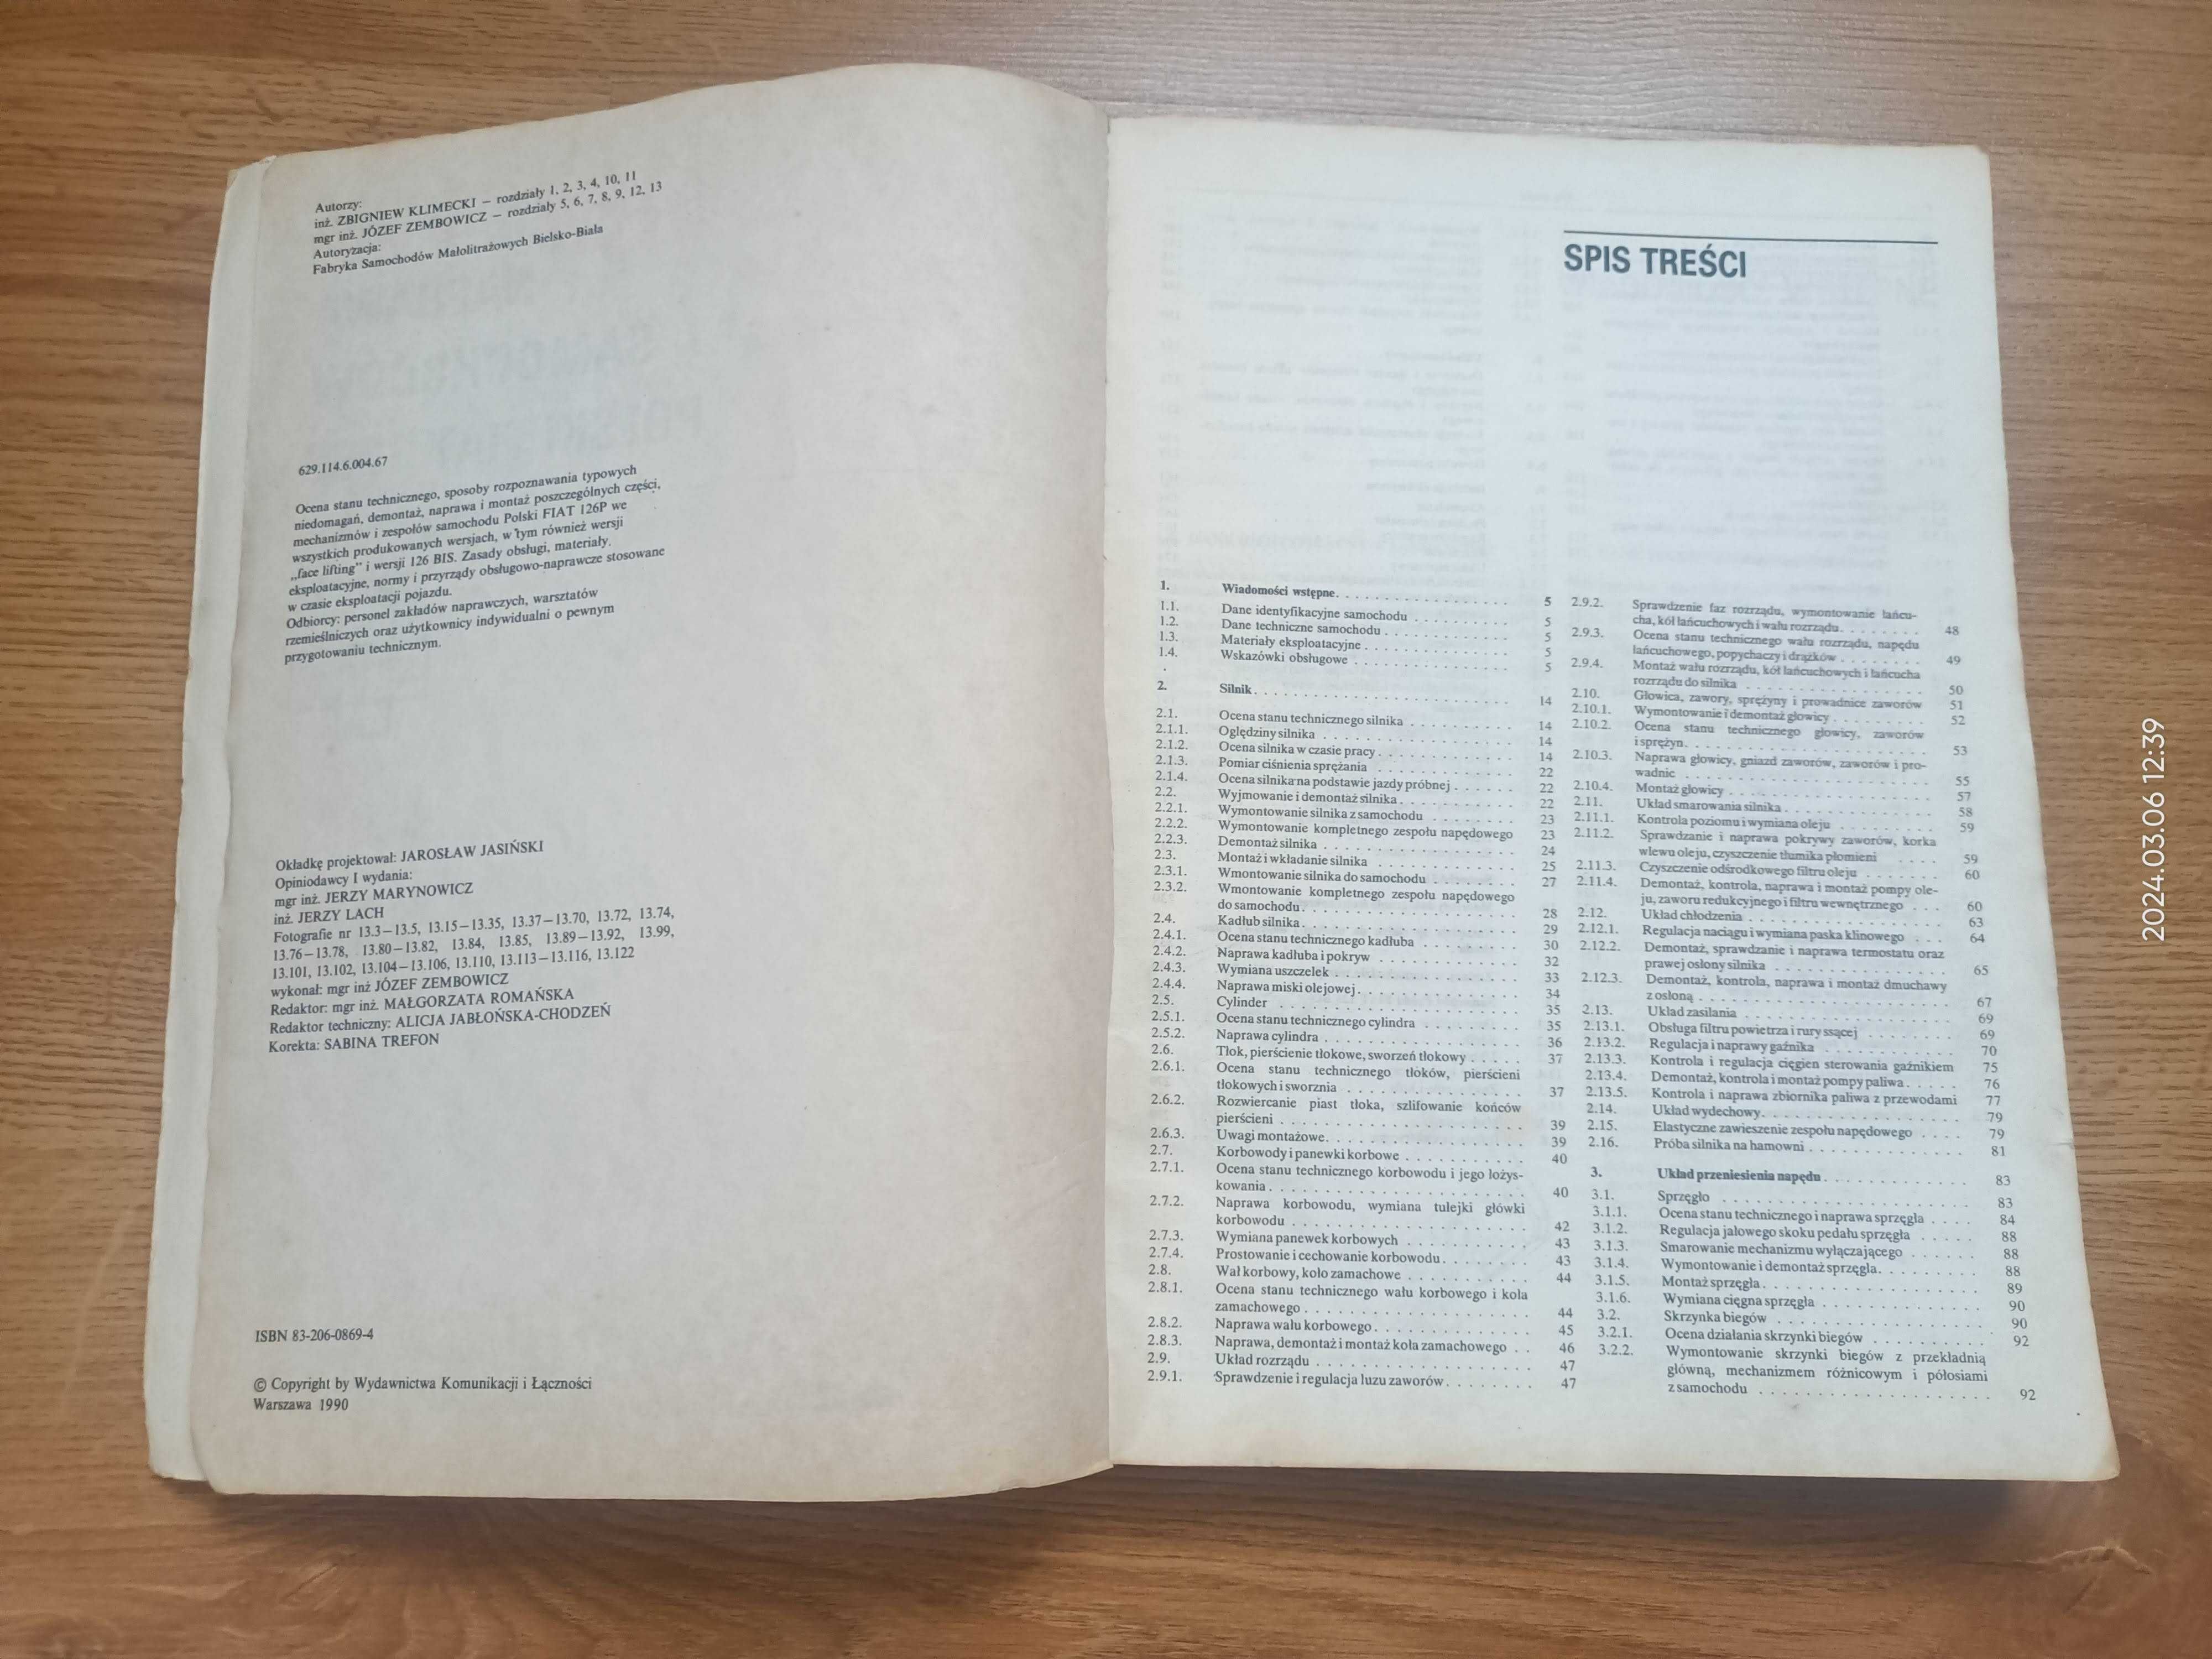 Autorzy:
inż. ZBIGNIEW KLIMECKI — rozdziały 1, 2, 3, 4, 10, 11
mgr inż. JÓZEF ZEMBOWICZ — rozdziały 5, 6, 7, 8, 9, 12, 13
Autoryzacja:
Fabryka Samochodów Małolitrażowych Bielsko-Biała
629.114.6.004.67
Ocena stanu technicznego, sposoby rozpoznawania typowych
niedomagań, demontaż, naprawa i montaż poszczególnych części,
mechanizmów i zespołów samochodu Polski FIAT 126P we
wszystkich produkowanych wersjach, w tym również wersji
„face lifting” i wersji 126 BIS. Zasady obsługi, materiały,
eksploatacyjne, normy i przyrządy obsługowo-naprawcze stosowane
w czasie eksploatacji pojazdu.
Odbiorcy: personel zakładów naprawczych, warsztatów
rzemieślniczych oraz użytkownicy indywidualni o pewnym
przygotowaniu technicznym.
Okładkę projektował: JAROSŁAW JASIŃSKI
Opiniodawcy I wydania:
mgr inż. JERZY MARYNOWICZ
inż. JERZY LACH
Fotografie nr 13.3—13.5, 13.15—13.35, 13.37—13.70, 13.72, 13.74,
13.76—13.78, 13.80—13.82, 13.84, 13.85, 13.89—13.92, 13.99,
13.101, 13.102, 13.104—13.106, 13.110, 13.113—13.116, 13.122
wykonał: mgr inż JÓZEF ZEMBOWICZ
Redaktor: mgr inż. MAŁGORZATA ROMAŃSKA
Redaktor techniczny: ALICJA JABŁOŃSKA-CHODZEŃ
Korekta: SABINA TREFON
ISBN 83-206-0869-4
© Copyright by Wydawnictwa Komunikacji i Łączności
Warszawa 1990
SPIS TREŚCI
1. Wiadomości wstępne. . . . . 5
1.1. Dane identyfikacyjne samochodu . . . . . 5
1.2. Dane techniczne samochodu . . . . . 5
1.3. Materiały eksploatacyjne . . . . . 5
1.4. Wskazówki obsługowe . . . . . 5
2. Silnik . . . . . 14
2.1. Ocena stanu technicznego silnika . . . . . 14
2.1.1. Oględziny silnika . . . . . 14
2.1.2. Ocena silnika w czasie pracy . . . . . 14
2.1.3. Pomiar ciśnienia sprężania . . . . . 22
2.1.4. Ocena silnika na podstawie jazdy próbnej . . . . . 22
2.2. Wyjmowanie i demontaż silnika . . . . . 22
2.2.1. Wymontowanie silnika z samochodu . . . . . 23
2.2.2. Wymontowanie kompletnego zespołu napędowego 23
2.2.3. Demontaż silnika . . . . . 24
2.3. Montaż i wkładanie silnika . . . . . 25
2.3.1. Wmontowanie silnika do samochodu . . . . . 27
2.3.2. Wmontowanie kompletnego zespołu napędowego
do samochodu . . . . . 28
2.4. Kadłub silnika . . . . . 29
2.4.1. Ocena stanu technicznego kadłuba . . . . . 30
2.4.2. Naprawa kadłuba i pokryw . . . . . 32
2.4.3. Wymiana uszczelek . . . . . 33
2.4.4. Naprawa miski olejowej . . . . . 34
2.5. Cylinder . . . . . 35
2.5.1. Ocena stanu technicznego cylindra . . . . . 35
2.5.2. Naprawa cylindra . . . . . 36
2.6. Tłok, pierścienie tłokowe, sworzeń tłokowy . . . . . 37
2.6.1. Ocena stanu technicznego tłoków, pierścieni
tłokowych i sworznia . . . . . 37
2.6.2. Rozwiercanie piast tłoka, szlifowanie końców
pierścieni . . . . . 39
2.6.3. Uwagi montażowe . . . . . 39
2.7. Korbowody i panewki korbowe . . . . . 40
2.7.1. Ocena stanu technicznego korbowodu i jego łożys-
kowania . . . . . 40
2.7.2. Naprawa korbowodu, wymiana tulejki główki
korbowodu . . . . . 42
2.7.3. Wymiana panewek korbowych . . . . . 43
2.7.4. Prostowanie i cechowanie korbowodu . . . . . 43
2.8. Wał korbowy, koło zamachowe . . . . . 44
2.8.1. Ocena stanu technicznego wału korbowego i koła
zamachowego . . . . . 44
2.8.2. Naprawa wału korbowego . . . . . 45
2.8.3. Naprawa, demontaż i montaż koła zamachowego . . 46
2.9. Układ rozrządu . . . . . 47
2.9.1. Sprawdzenie i regulacja luzu zaworów . . . . . 47
2.9.2. Sprawdzenie faz rozrządu, wymontowanie łańcu-
cha, kół łańcuchowych i wału rozrządu . . . . . 48
2.9.3. Ocena stanu technicznego wału rozrządu, napędu
łańcuchowego, popychaczy i drążków . . . . . 49
2.9.4. Montaż wału rozrządu, kół łańcuchowych i łańcucha
rozrządu do silnika . . . . . 50
2.10. Głowica, zawory, sprężyny i prowadnice zaworów 51
2.10.1. Wymontowanie i demontaż głowicy . . . . . 52
2.10.2. Ocena stanu technicznego głowicy, zaworów
i sprężyn . . . . . 53
2.10.3. Naprawa głowicy, gniazd zaworów, zaworów i pro-
wadnic . . . . . 55
2.10.4. Montaż głowicy . . . . . 57
2.11. Układ smarowania silnika . . . . . 58
2.11.1. Kontrola poziomu i wymiana oleju . . . . . 59
2.11.2. Sprawdzanie i naprawa pokrywy zaworów, korka
wlewu oleju, czyszczenie tłumika płomieni . . . . 59
2.11.3. Czyszczenie odśrodkowego filtru oleju . . . . . 60
2.11.4. Demontaż, kontrola, naprawa i montaż pompy ole-
ju, zaworu redukcyjnego i filtru wewnętrznego . . . 60
2.12. Układ chłodzenia . . . . . 63
2.12.1. Regulacja naciągu i wymiana paska klinowego . . . 64
2.12.2. Demontaż, sprawdzanie i naprawa termostatu oraz
prawej osłony silnika . . . . . 65
2.12.3. Demontaż, kontrola, naprawa i montaż dmuchawy
z osłoną . . . . . 67
2.13. Układ zasilania . . . . . 69
2.13.1. Obsługa filtru powietrza i rury ssącej . . . . . 69
2.13.2. Regulacja i naprawy gaźnika . . . . . 70
2.13.3. Kontrola i regulacja cięgien sterowania gaźnikiem 75
2.13.4. Demontaż, kontrola i montaż pompy paliwa . . . . . 76
2.13.5. Kontrola i naprawa zbiornika paliwa z przewodami 77
2.14. Układ wydechowy . . . . . 79
2.15. Elastyczne zawieszenie zespołu napędowego . . . . 79
2.16. Próba silnika na hamowni . . . . . 81
3. Układ przeniesienia napędu . . . . . 83
3.1. Sprzęgło . . . . . 83
3.1.1. Ocena stanu technicznego i naprawa sprzęgła . . . . 84
3.1.2. Regulacja jałowego skoku pedału sprzęgła . . . . . 88
3.1.3. Smarowanie mechanizmu wyłączającego . . . . . 88
3.1.4. Wymontowanie i demontaż sprzęgła . . . . . 88
3.1.5. Montaż sprzęgła . . . . . 89
3.1.6. Wymiana cięgna sprzęgła . . . . . 90
3.2. Skrzynka biegów . . . . . 90
3.2.1. Ocena działania skrzynki biegów . . . . . 92
3.2.2. Wymontowanie skrzynki biegów z przekładnią
główną, mechanizmem różnicowym i półosiami
z samochodu . . . . . 92
2024.03.06 12:39